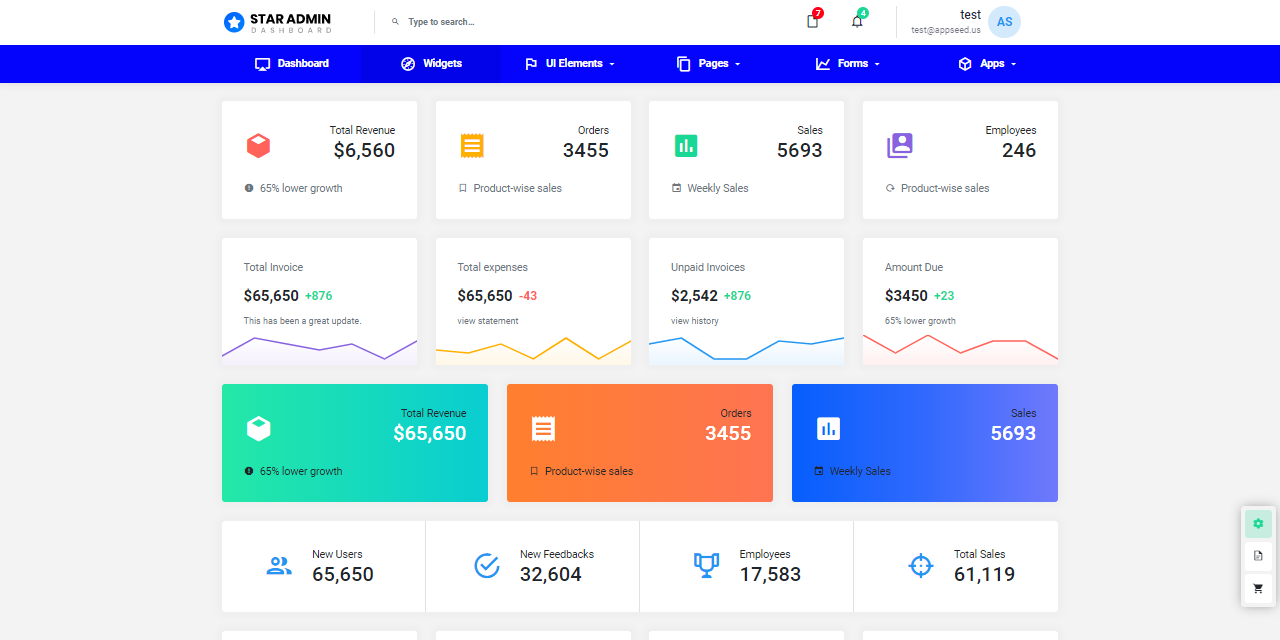 STAR ADMIN
DASHBOARD
Type to search...
7
4
test
test@appseed.us
AS
Dashboard
Widgets
UI Elements
Pages
Forms
Apps
Total Revenue
$6,560
65% lower growth
Orders
3455
Product-wise sales
Sales
5693
Weekly Sales
Employees
246
Product-wise sales
Total Invoice
$65,650 +876
This has been a great update.
Total expenses
$65,650 -43
view statement
Unpaid Invoices
$2,542 +876
view history
Amount Due
$3450 +23
65% lower growth
Total Revenue
$65,650
65% lower growth
Orders
3455
Product-wise sales
Sales
5693
Weekly Sales
New Users
65,650
New Feedbacks
32,604
Employees
17,583
Total Sales
61,119